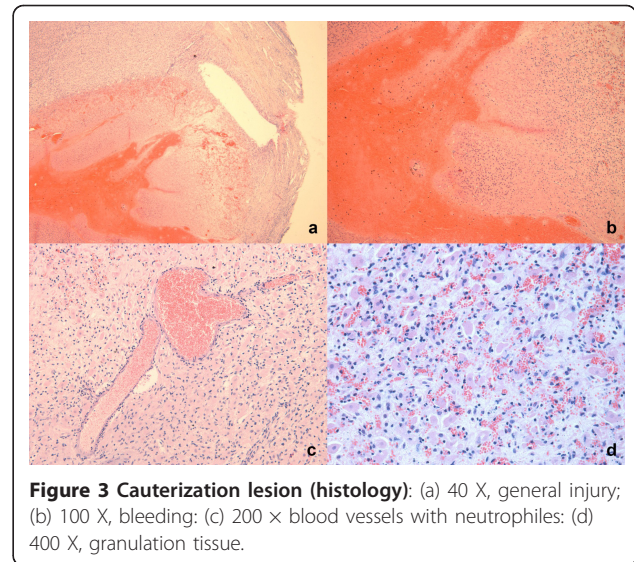 a
b
c
d
Figure 3 Cauterization lesion (histology): (a) 40 X, general injury;
(b) 100 X, bleeding: (c) 200 × blood vessels with neutrophiles: (d)
400 X, granulation tissue.